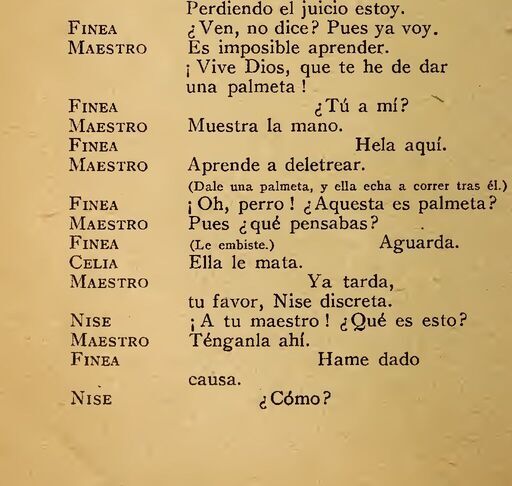 Perdiendo el juicio estoy.
FINEA ¿Ven, no dice? Pues ya voy.
MAESTRO Es imposible aprender.
¡Vive Dios, que te he de dar
una palmeta!
FINEA ¿Tú a mí?
MAESTRO Muestra la mano.
FINEA Hela aquí.
MAESTRO Aprende a deletrear.
(Dale una palmeta, y ella echa a correr tras él.)
FINEA ¡Oh, perro! ¿Aquesta es palmeta?
MAESTRO Pues ¿qué pensabas?
FINEA (Le embiste.) Aguarda.
CELIA Ella le mata.
MAESTRO Ya tarda,
tu favor, Nise discreta.
NISE ¡A tu maestro! ¿Qué es esto?
MAESTRO Ténganla ahí.
FINEA Hame dado
causa.
NISE ¿Cómo?